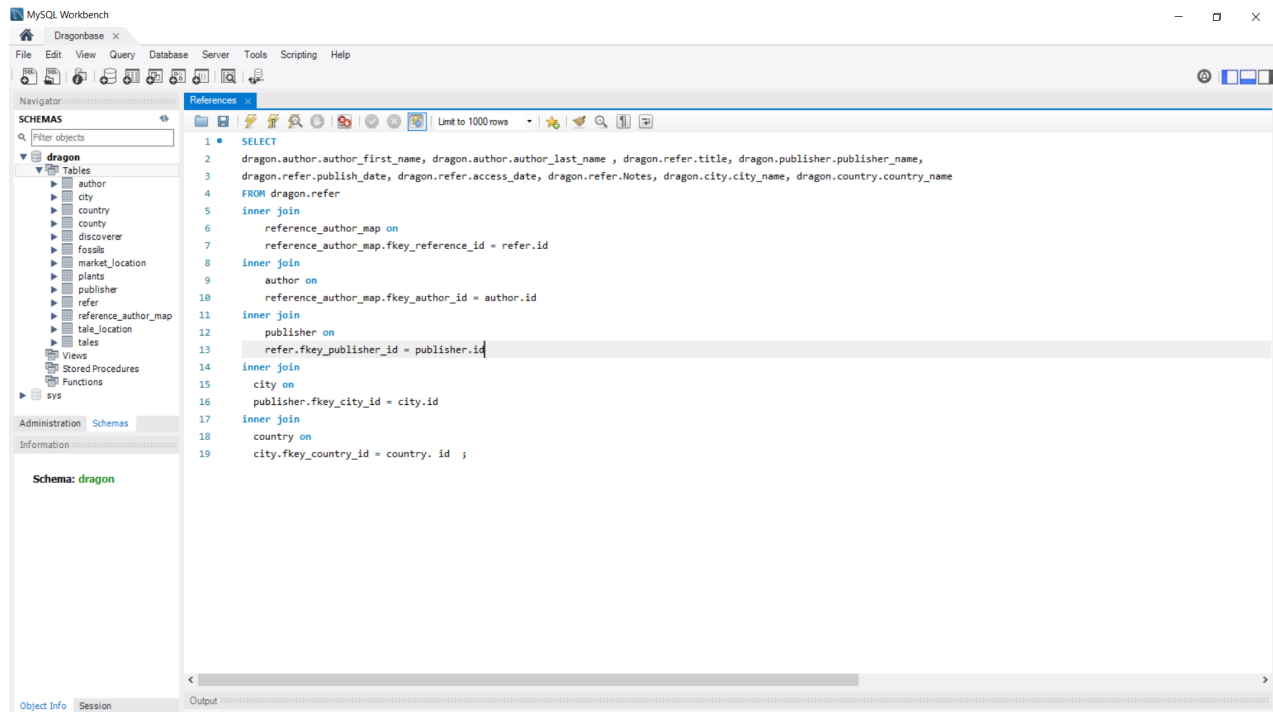 MySQL Workbench
Dragonbase
File Edit View Query Database Server Tools Scripting Help
Navigator
SCHEMAS
Filter objects
dragon
Tables
author
city
country
county
discoverer
fossils
market_location
plants
publisher
refer
reference_author_map
tale_location
tales
Views
Stored Procedures
Functions
sys
Administration Schemas
Information
Schema: dragon
Object Info Session
References
Limit to 1000 rows
1 SELECT
2 dragon.author.author_first_name, dragon.author.author_last_name , dragon.refer.title, dragon.publisher.publisher_name,
3 dragon.refer.publish_date, dragon.refer.access_date, dragon.refer.Notes, dragon.city.city_name, dragon.country.country_name
4 FROM dragon.refer
5 inner join
6 reference_author_map on
7 reference_author_map.fkey_reference_id = refer.id
8 inner join
9 author on
10 reference_author_map.fkey_author_id = author.id
11 inner join
12 publisher on
13 refer.fkey_publisher_id = publisher.id
14 inner join
15 city on
16 publisher.fkey_city_id = city.id
17 inner join
18 country on
19 city.fkey_country_id = country. id ;
Output